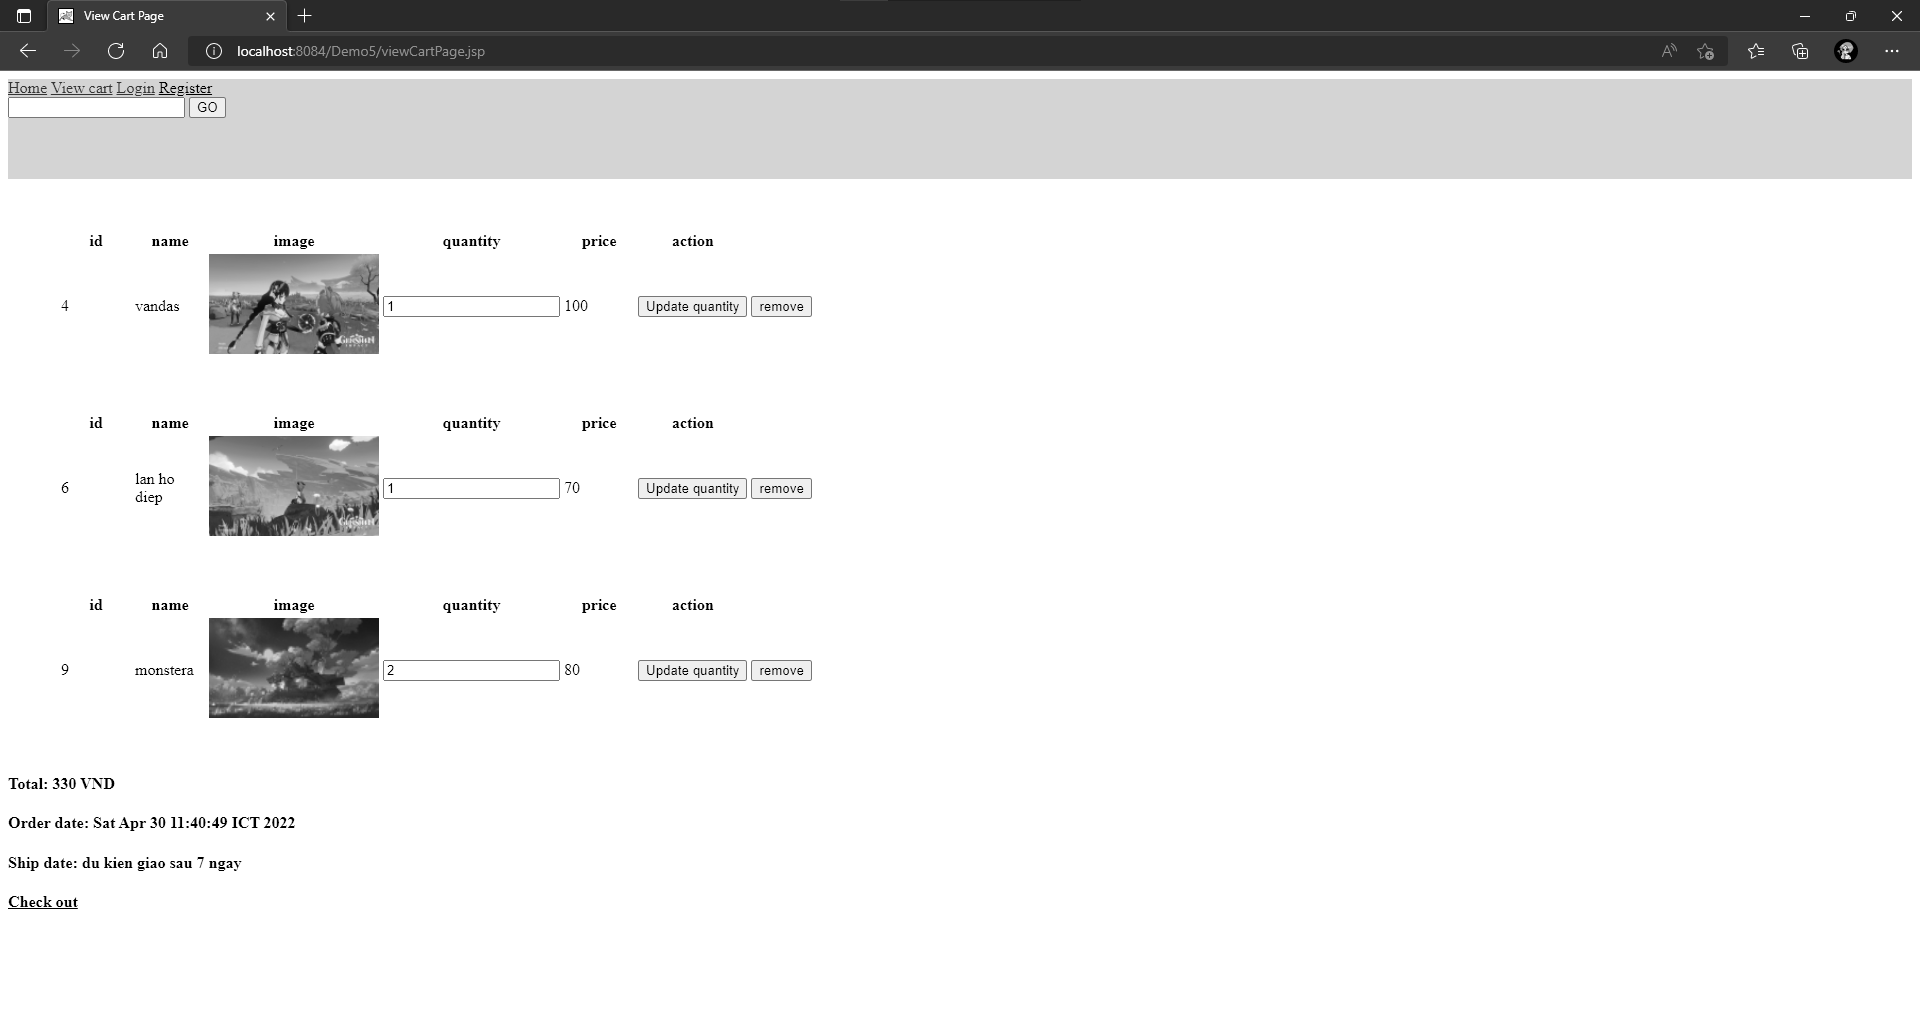 View Cart Page
localhost:8084/Demo5/viewCartPage.jsp
Home View cart Login Register
GO
id name image quantity price action
4 vandas 1 100 Update quantity remove
GENSHIN
id name image quantity price action
6 lan ho diep 1 70 Update quantity remove
GENSHIN
id name image quantity price action
9 monstera 2 80 Update quantity remove
Total: 330 VND
Order date: Sat Apr 30 11:40:49 ICT 2022
Ship date: du kien giao sau 7 ngay
Check out